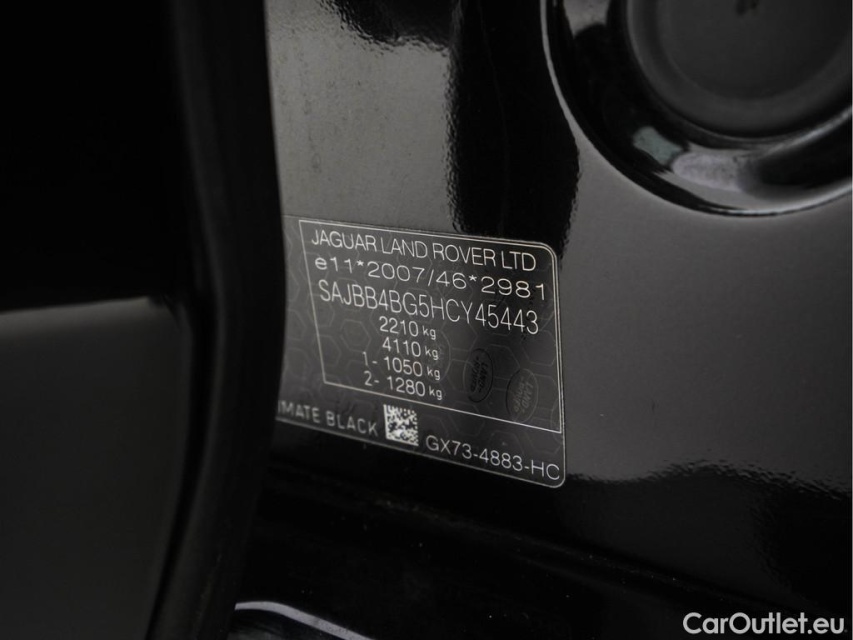 JAGUAR LAND ROVER LTD
e11*2007/46*2981
SAJBB4BG5HCY45443
2210 kg
4110 kg
1- 1050 kg
2- 1280 kg
IMATE BLACK
GX73-4883-HC
CarOutlet.eu